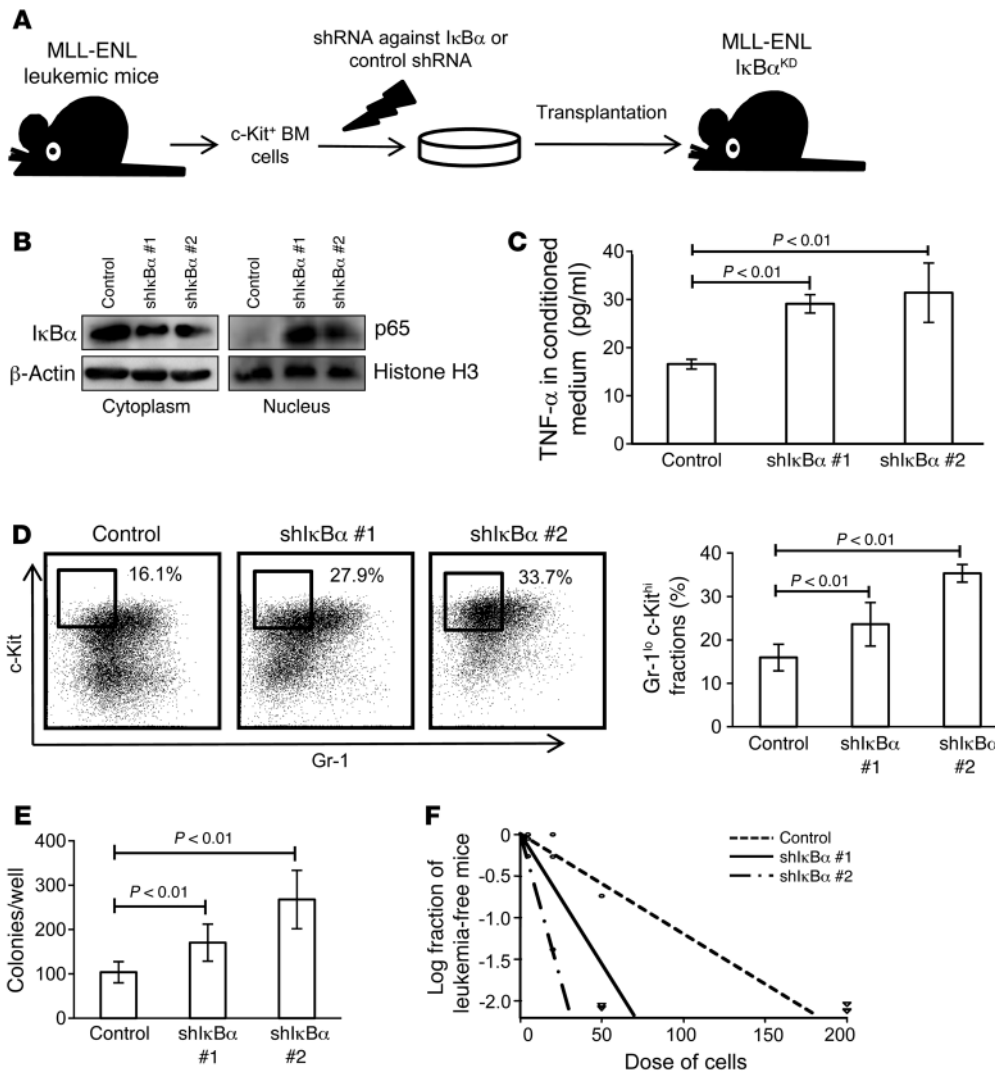 A
MLL-ENL
leukemic mice
c-Kit⁺ BM
cells
shRNA against IκBα or
control shRNA
Transplantation
MLL-ENL
IκBα^KD
B
Control
shIκBα #1
shIκBα #2
Control
shIκBα #1
shIκBα #2
IκBα
p65
β-Actin
Histone H3
Cytoplasm
Nucleus
C
TNF-α in conditioned
medium (pg/ml)
40
30
20
10
0
P < 0.01
P < 0.01
Control
shIκBα #1
shIκBα #2
D
Control
shIκBα #1
shIκBα #2
16.1%
27.9%
33.7%
c-Kit
Gr-1
Gr-1^lo c-Kit^hi
fractions (%)
40
30
20
10
0
P < 0.01
P < 0.01
Control
shIκBα
#1
shIκBα
#2
E
Colonies/well
400
300
200
100
0
P < 0.01
P < 0.01
Control
shIκBα
#1
shIκBα
#2
F
Log fraction of
leukemia-free mice
0
-0.5
-1.0
-1.5
-2.0
0
50
100
150
200
Dose of cells
Control
shIκBα #1
shIκBα #2